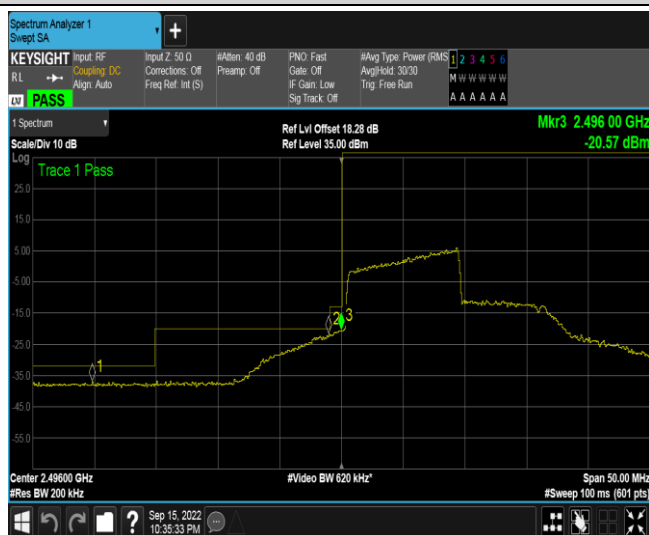 Spectrum Analyzer 1
Swept SA
KEYSIGHT
RL
Input: RF
Coupling: DC
Align: Auto
Input Z: 50 Ω
Corrections: Off
Freq Ref: Int (S)
#Atten: 40 dB
Preamp: Off
PNO: Fast
Gate: Off
IF Gain: Low
Sig Track: Off
#Avg Type: Power (RMS
Avg|Hold: 30/30
Trig: Free Run
1 2 3 4 5 6
M W W W W W
A A A A A A
LXI PASS
1 Spectrum
Scale/Div 10 dB
Ref Lvl Offset 18.28 dB
Ref Level 35.00 dBm
Mkr3 2.496 00 GHz
-20.57 dBm
Log
Trace 1 Pass
25.0
15.0
5.00
-5.00
-15.0
-25.0
-35.0
-45.0
-55.0
1
2
3
Center 2.49600 GHz
#Res BW 200 kHz
#Video BW 620 kHz*
Span 50.00 MHz
#Sweep 100 ms (601 pts)
?
Sep 15, 2022
10:35:33 PM